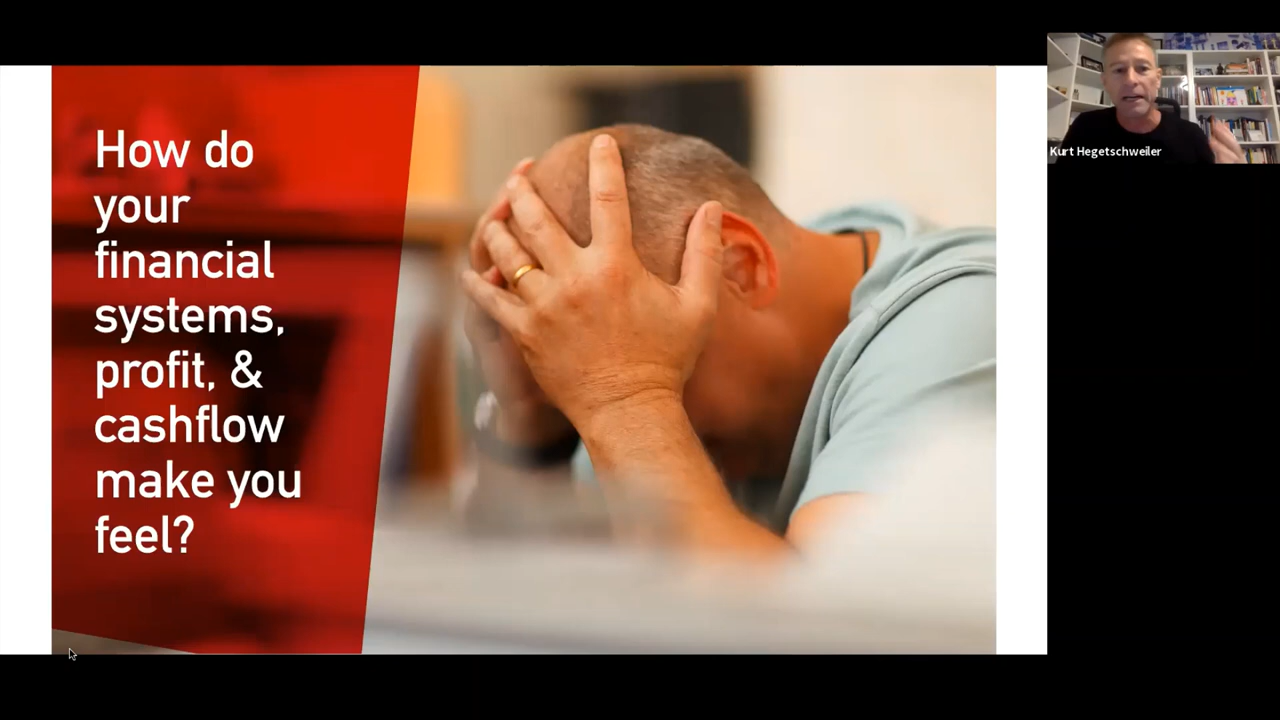 How do
your
financial
systems,
profit, &
cashflow
make you
feel?
Kurt Hegetschweiler